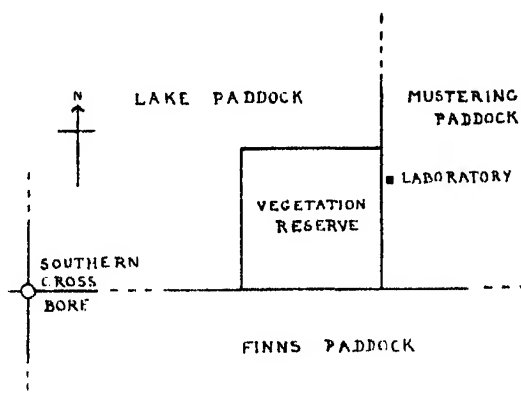 N
LAKE PADDOCK
MUSTERING
PADDOCK
LABORATORY
VEGETATION
RESERVE
SOUTHERN
CROSS
BORE
FINNS PADDOCK